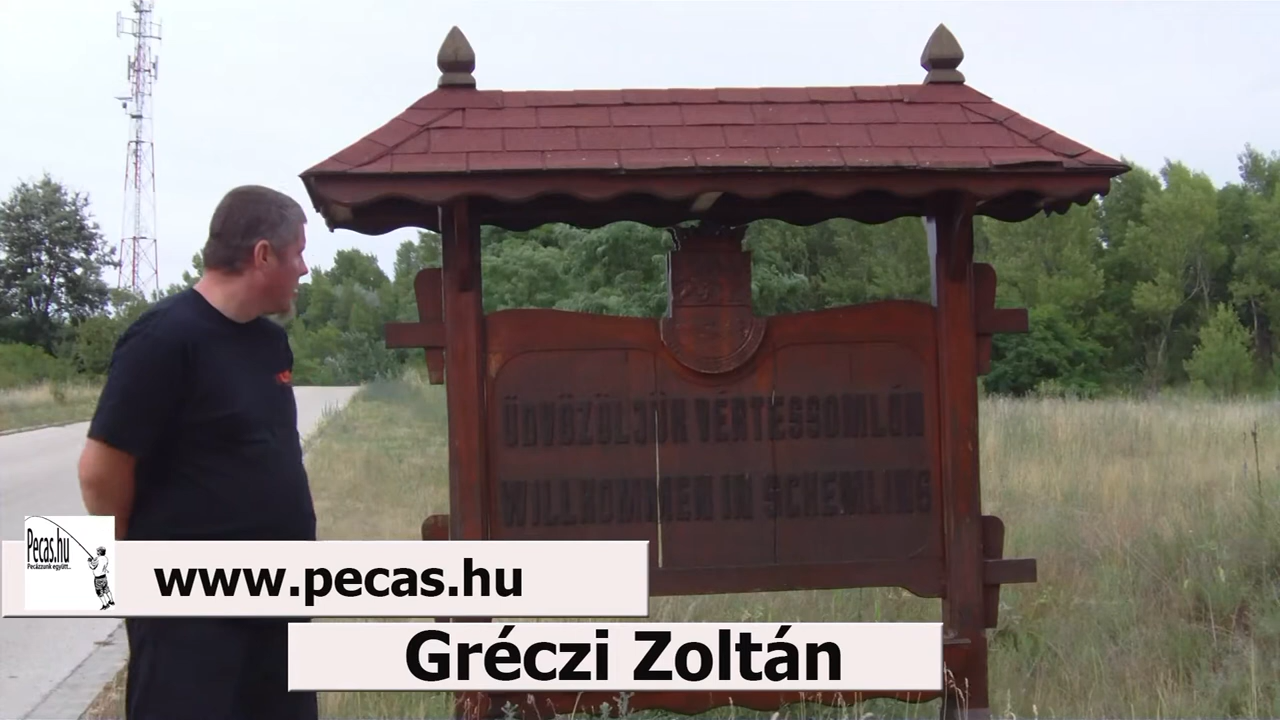 ÜDVÖZÖLJÜK VÉRTESSOMLÓN
WILLKOMMEN IN SCHEMLING
Pecas.hu
Pecázzunk együtt..
www.pecas.hu
Gréczi Zoltán